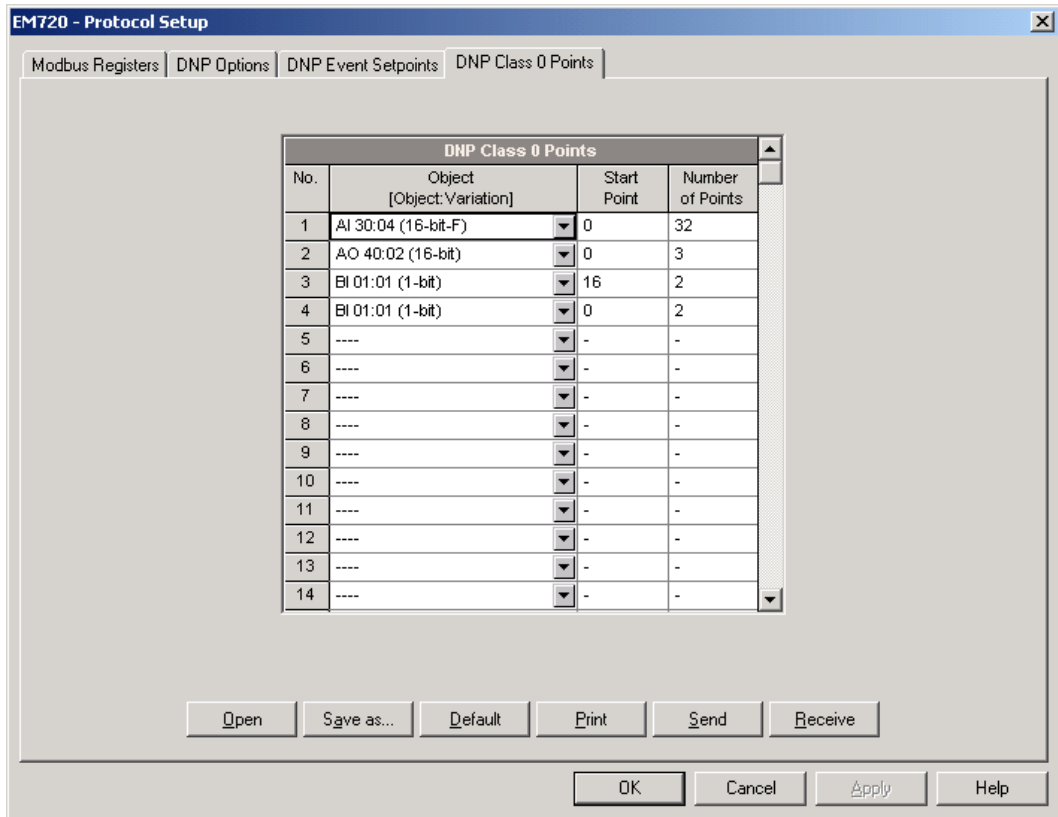 EM720 - Protocol Setup
Modbus Registers DNP Options DNP Event Setpoints DNP Class 0 Points
DNP Class 0 Points
No. Object [Object:Variation] Start Point Number of Points
1 AI 30:04 (16-bit-F) 0 32
2 AO 40:02 (16-bit) 0 3
3 BI 01:01 (1-bit) 16 2
4 BI 01:01 (1-bit) 0 2
5 ---- - -
6 ---- - -
7 ---- - -
8 ---- - -
9 ---- - -
10 ---- - -
11 ---- - -
12 ---- - -
13 ---- - -
14 ---- - -
Open Save as... Default Print Send Receive
OK Cancel Apply Help